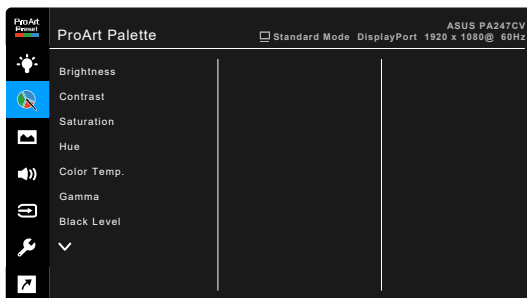 ProArt
Preset
ProArt Palette
ASUS PA247CV
Standard Mode DisplayPort 1920 x 1080@ 60Hz
Brightness
Contrast
Saturation
Hue
Color Temp.
Gamma
Black Level